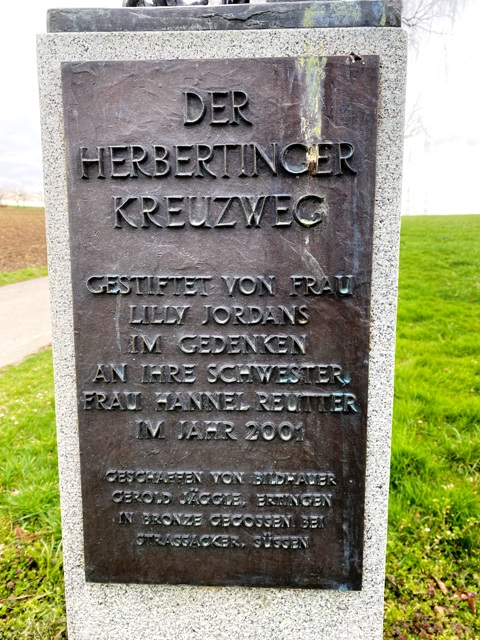 DER
HERBERTINGER
KREUZWEG
GESTIFTET VON FRAU
LILLY JORDANS
IM GEDENKEN
AN IHRE SCHWESTER
FRAU HANNEL REUTTER
IM JAHR 2001
GESCHAFFEN VON BILDHAUER
GEROLD JÄGGLE, ERTINGEN
IN BRONZE GEGOSSEN BEI
STRASSACKER, SÜSSEN